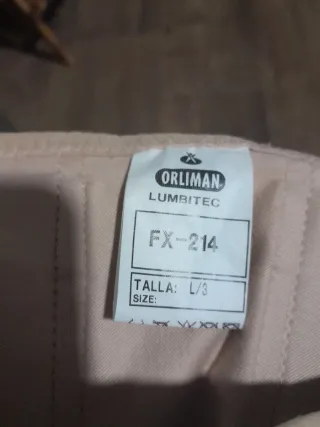 ORLIMAN
LUMBITEC
FX-214
TALLA: L/3
SIZE: